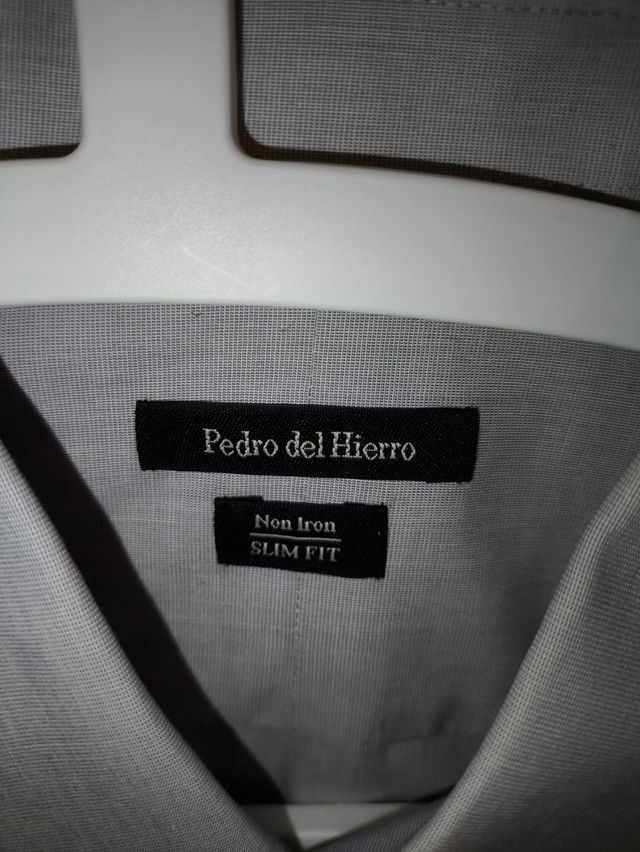 Pedro del Hierro
Non Iron
SLIM FIT